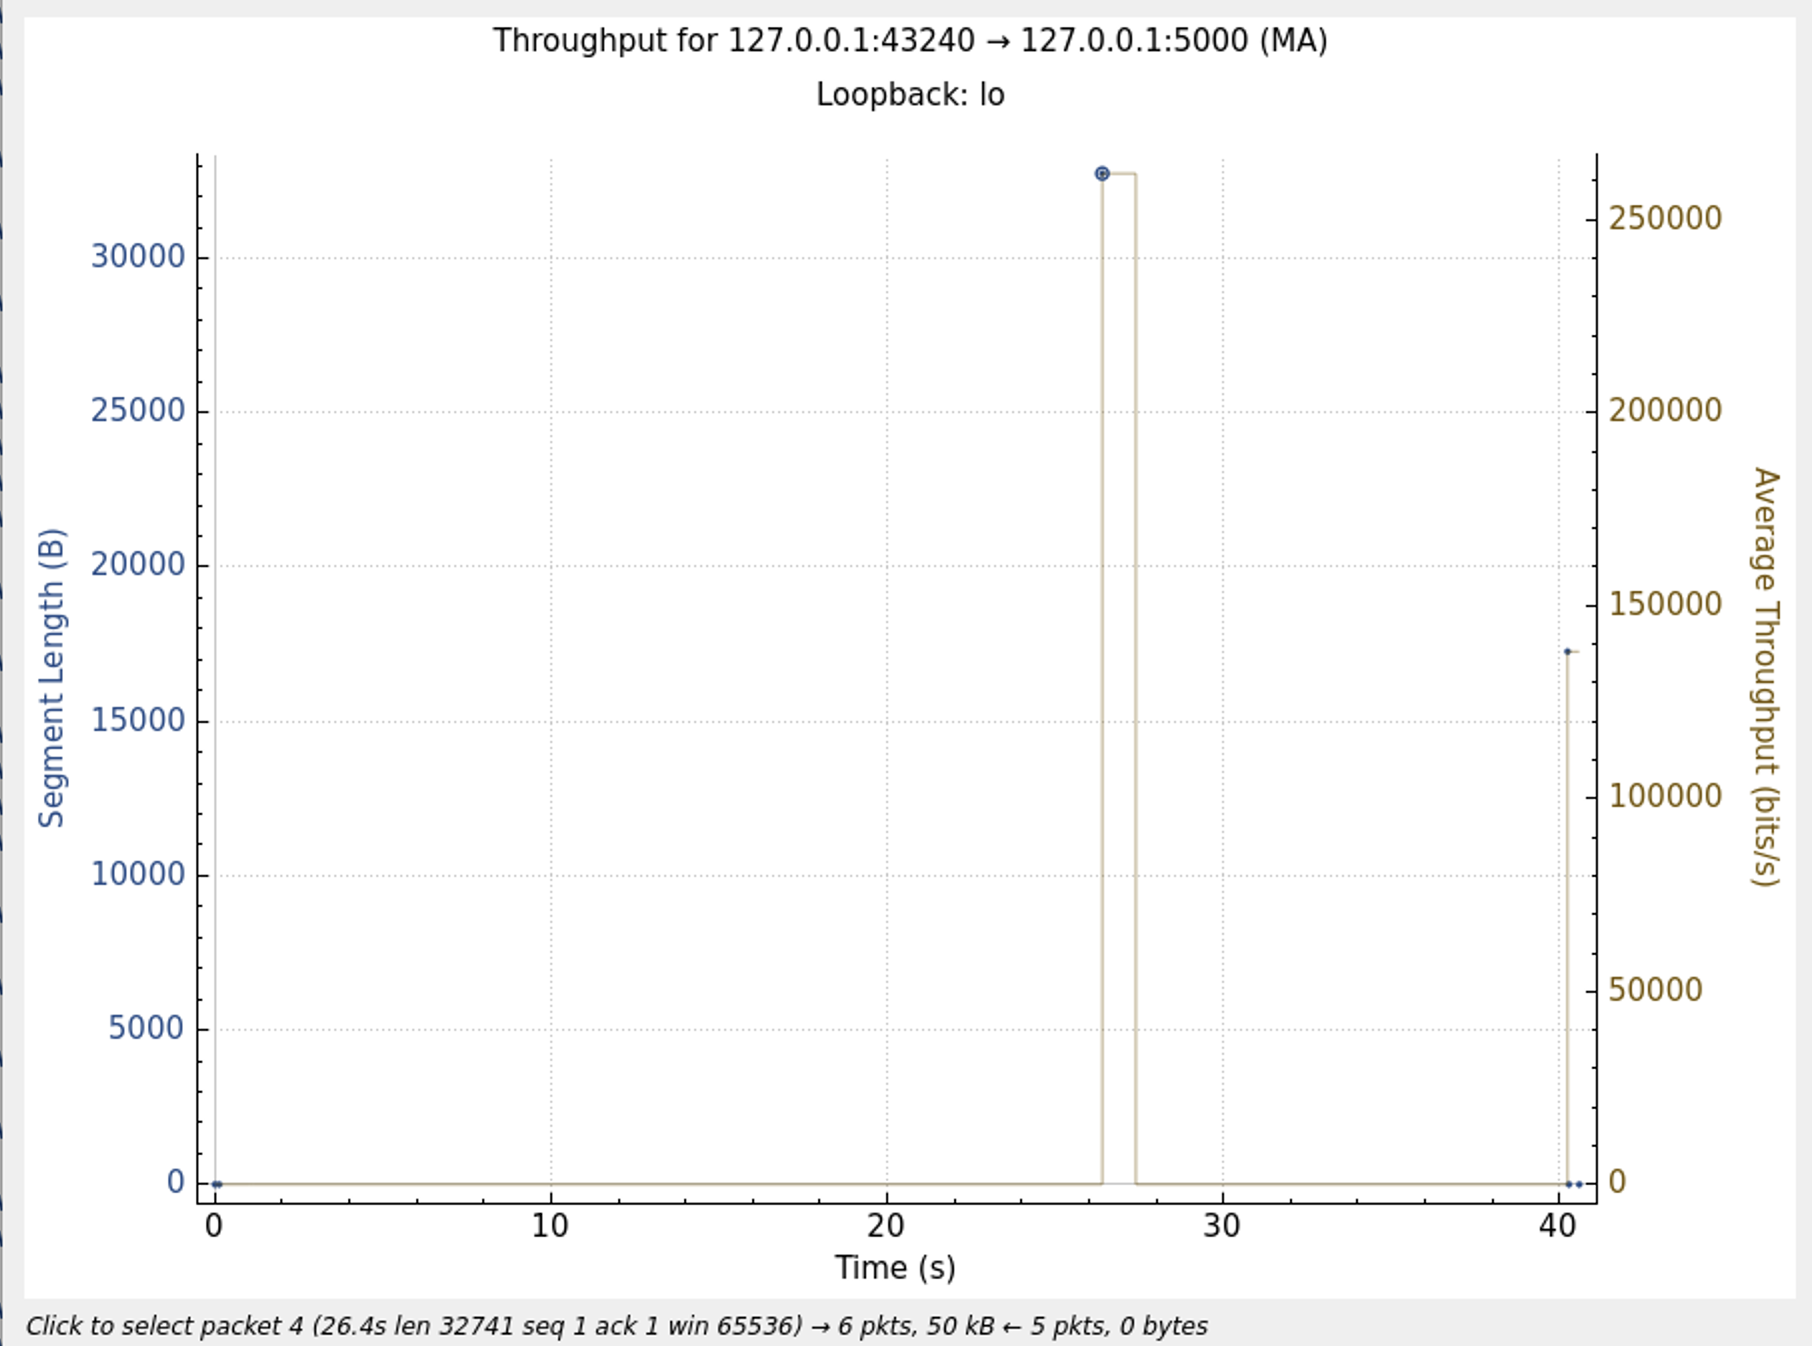 Throughput for 127.0.0.1:43240 → 127.0.0.1:5000 (MA)
Loopback: lo
Segment Length (B)
30000
25000
20000
15000
10000
5000
0
250000
200000
150000
100000
50000
0
Average Throughput (bits/s)
0 10 20 30 40
Time (s)
Click to select packet 4 (26.4s len 32741 seq 1 ack 1 win 65536) → 6 pkts, 50 kB ← 5 pkts, 0 bytes